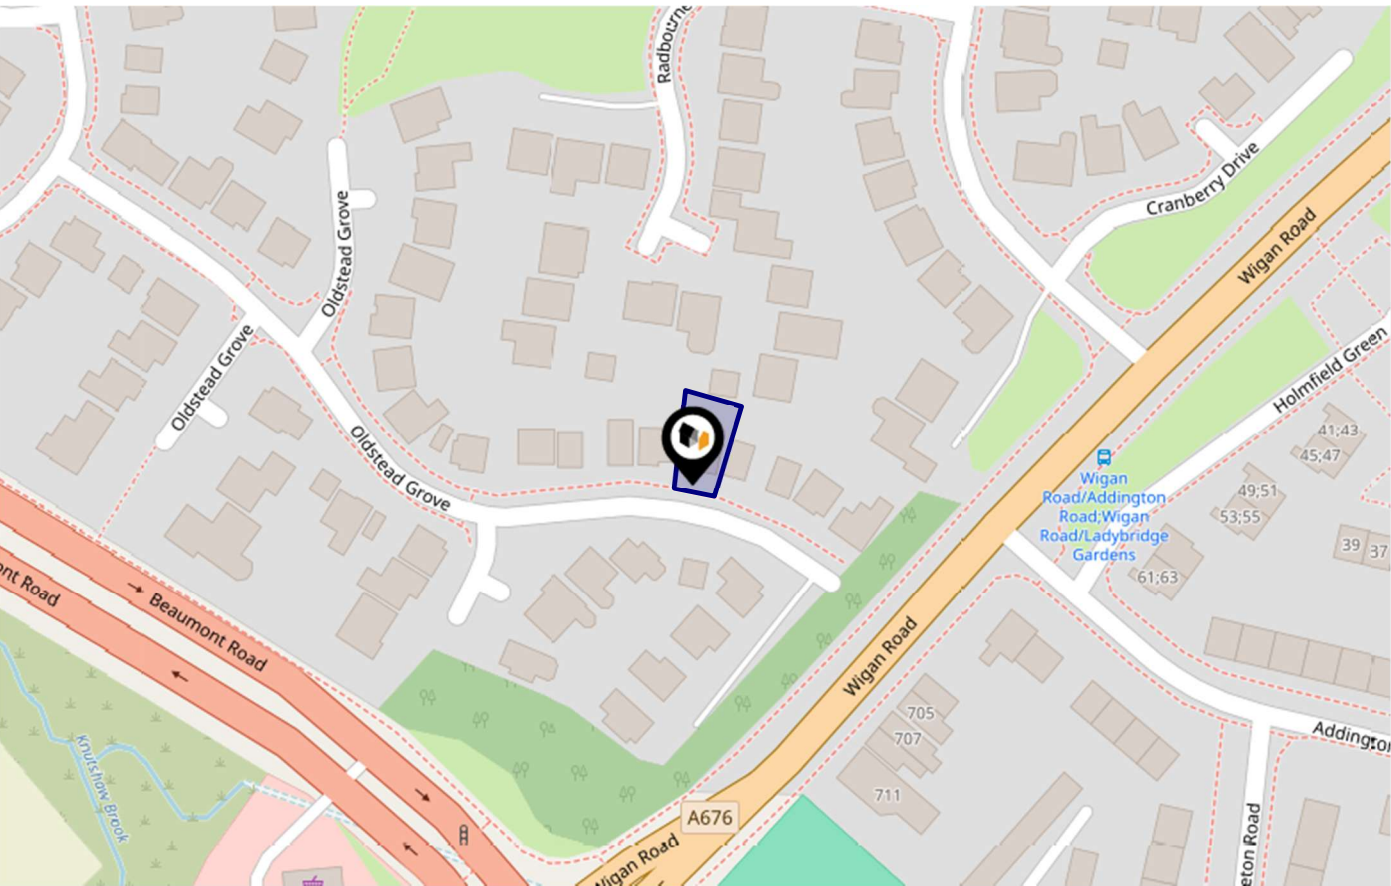 Radbourne
Cranberry Drive
Oldstead Grove
Wigan Road
Oldstead Grove
Holmfield Green
Oldstead Grove
41;43
45;47
Wigan
Road/Addington
Road;Wigan
Road/Ladybridge
Gardens
49;51
53;55
39
37
61;63
Beaumont Road
ont Road
Wigan Road
705
707
711
Addington
Knutshaw Brook
A676
Wigan Road
eton Road